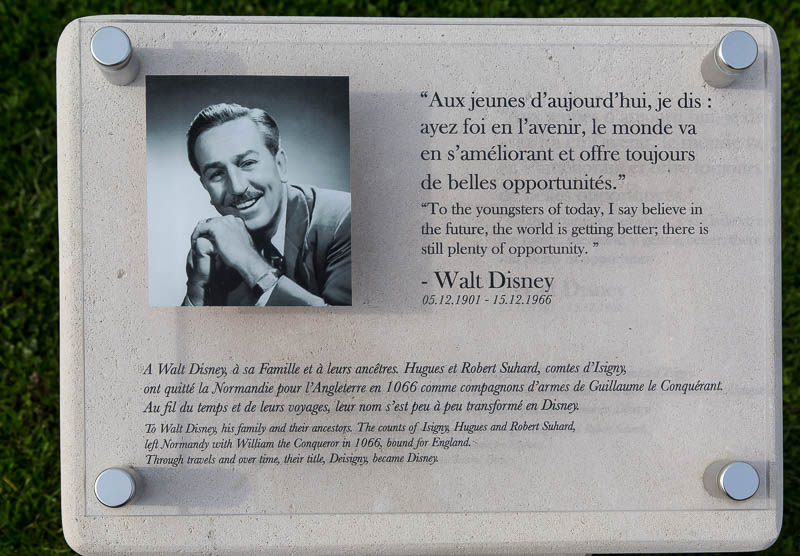 “Aux jeunes d’aujourd’hui, je dis :
ayez foi en l’avenir, le monde va
en s’améliorant et offre toujours
de belles opportunités.”
“To the youngsters of today, I say believe in
the future, the world is getting better; there is
still plenty of opportunity. ”
- Walt Disney
05.12.1901 - 15.12.1966
A Walt Disney, à sa Famille et à leurs ancêtres. Hugues et Robert Suhard, comtes d’Isigny,
ont quitté la Normandie pour l’Angleterre en 1066 comme compagnons d’armes de Guillaume le Conquérant.
Au fil du temps et de leurs voyages, leur nom s’est peu à peu transformé en Disney.
To Walt Disney, his family and their ancestors. The counts of Isigny, Hugues and Robert Suhard,
left Normandy with William the Conqueror in 1066, bound for England.
Through travels and over time, their title, Deisigny, became Disney.